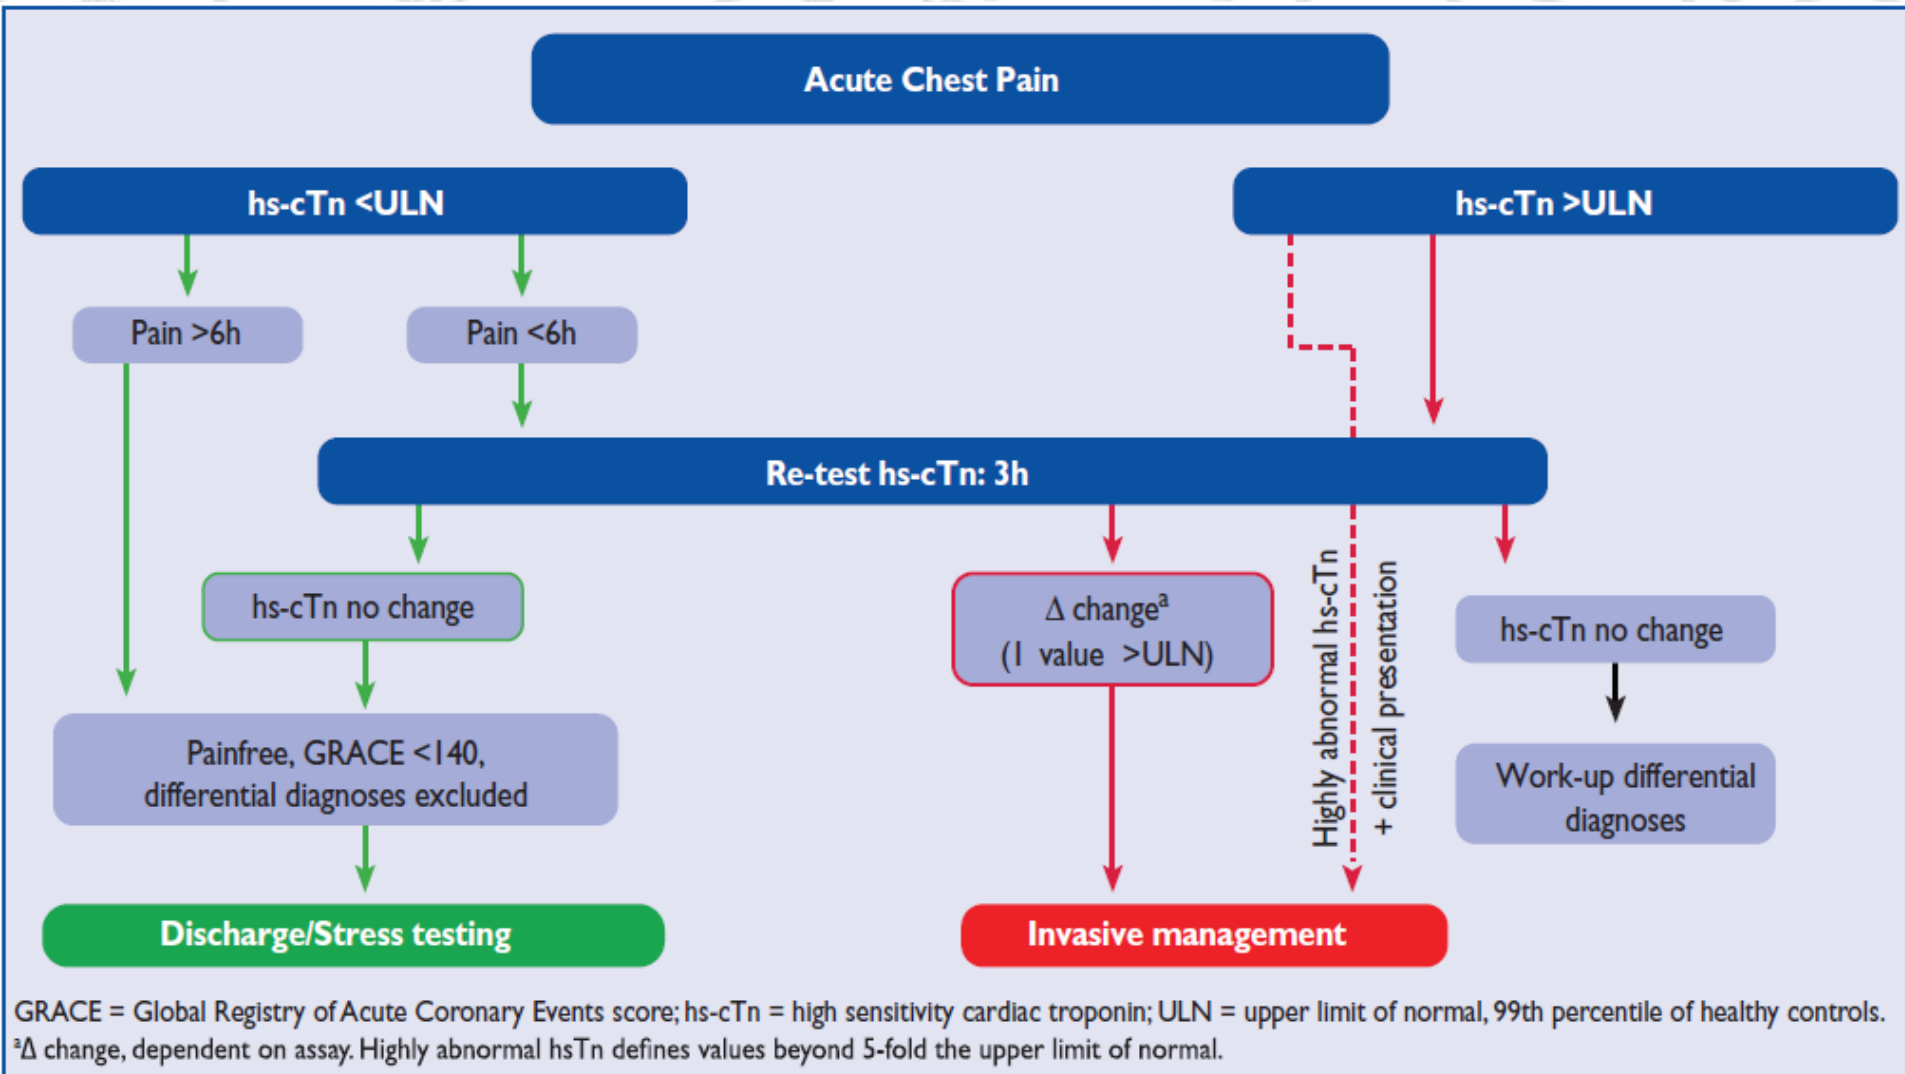 Acute Chest Pain
hs-cTn <ULN
hs-cTn >ULN
Pain >6h
Pain <6h
Re-test hs-cTn: 3h
hs-cTn no change
Δ change^a
(1 value >ULN)
Highly abnormal hs-cTn
+ clinical presentation
hs-cTn no change
Painfree, GRACE <140,
differential diagnoses excluded
Work-up differential
diagnoses
Discharge/Stress testing
Invasive management
GRACE = Global Registry of Acute Coronary Events score; hs-cTn = high sensitivity cardiac troponin; ULN = upper limit of normal, 99th percentile of healthy controls.
^aΔ change, dependent on assay. Highly abnormal hsTn defines values beyond 5-fold the upper limit of normal.